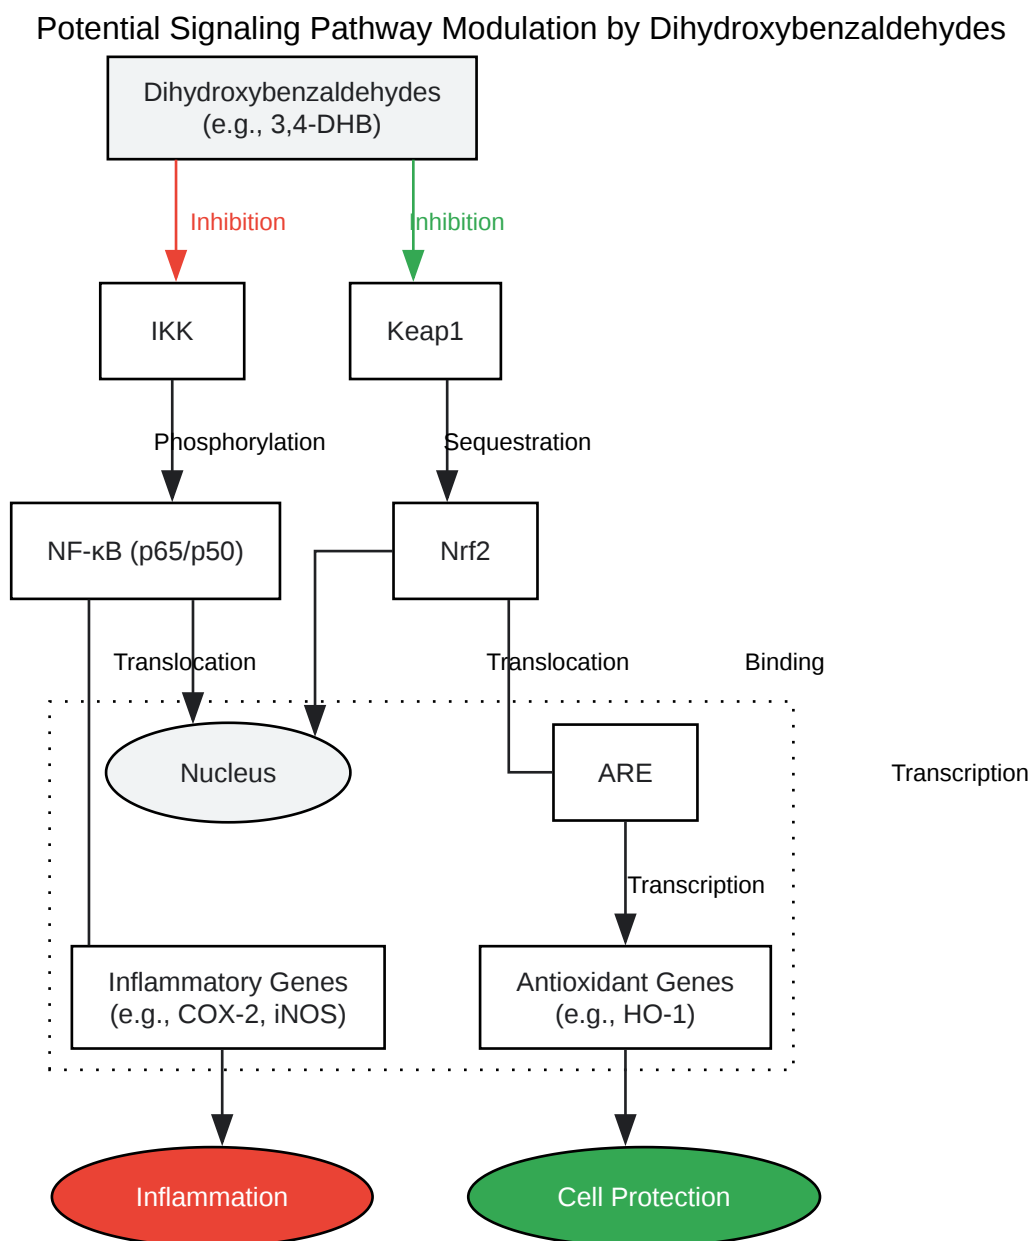 Potential Signaling Pathway Modulation by Dihydroxybenzaldehydes
Dihydroxybenzaldehydes
(e.g., 3,4-DHB)
Inhibition
Inhibition
IKK
Keap1
Phosphorylation
Sequestration
NF-κB (p65/p50)
Nrf2
Translocation
Translocation
Binding
Nucleus
ARE
Transcription
Transcription
Inflammatory Genes
(e.g., COX-2, iNOS)
Antioxidant Genes
(e.g., HO-1)
Inflammation
Cell Protection